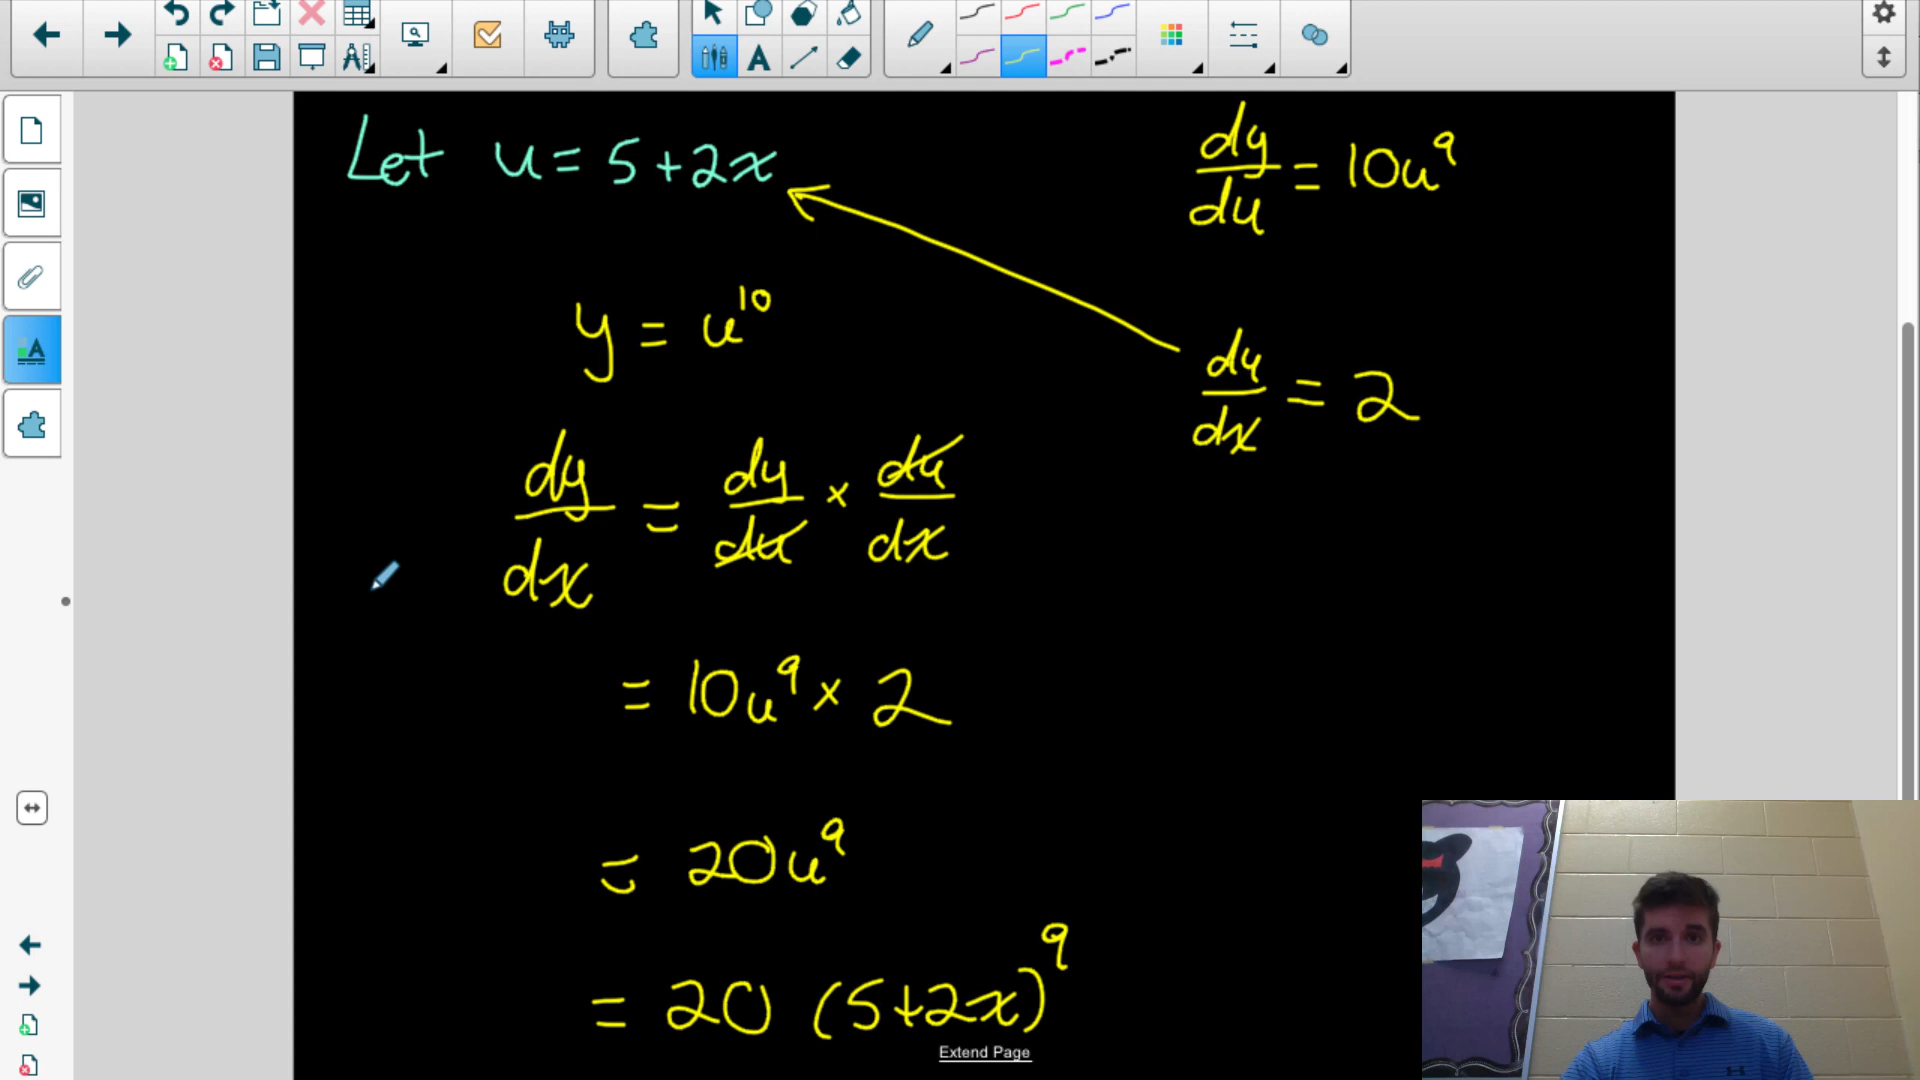 Let u = 5 + 2x
dy/du = 10u⁹
y = u¹⁰
du/dx = 2
dy/dx = dy/du × du/dx
= 10u⁹ × 2
= 20u⁹
= 20 (5+2x)⁹
Extend Page